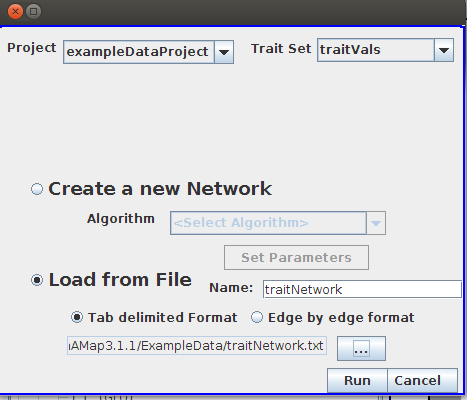 Project exampleDataProject Trait Set traitVals
Create a new Network
Algorithm <Select Algorithm>
Set Parameters
Load from File Name: traitNetwork
Tab delimited Format Edge by edge format
AMap3.1.1/ExampleData/traitNetwork.txt ...
Run Cancel